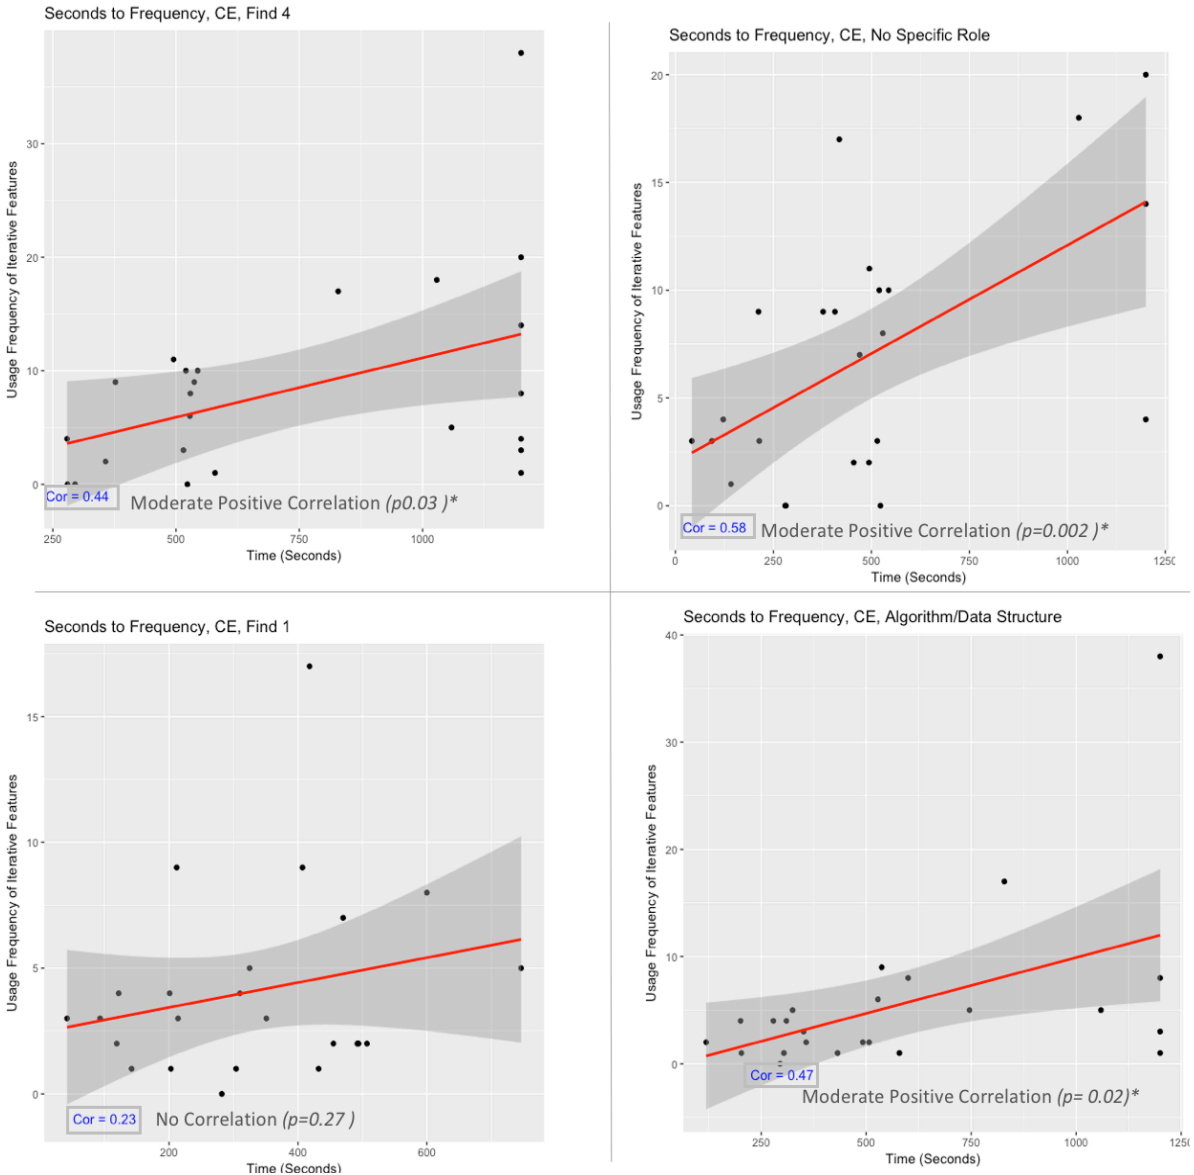 Seconds to Frequency, CE, Find 4
Usage Frequency of Iterative Features
30
20
10
0
Cor = 0.44
Moderate Positive Correlation (p0.03 )*
250
500
750
1000
Time (Seconds)
Seconds to Frequency, CE, No Specific Role
Usage Frequency of Iterative Features
20
15
10
5
0
Cor = 0.58
Moderate Positive Correlation (p=0.002 )*
0
250
500
750
1000
1250
Time (Seconds)
Seconds to Frequency, CE, Find 1
Usage Frequency of Iterative Features
15
10
5
0
Cor = 0.23
No Correlation (p=0.27 )
200
400
600
Time (Seconds)
Seconds to Frequency, CE, Algorithm/Data Structure
Usage Frequency of Iterative Features
40
30
20
10
0
Cor = 0.47
Moderate Positive Correlation (p= 0.02)*
250
500
750
1000
1250
Time (Seconds)